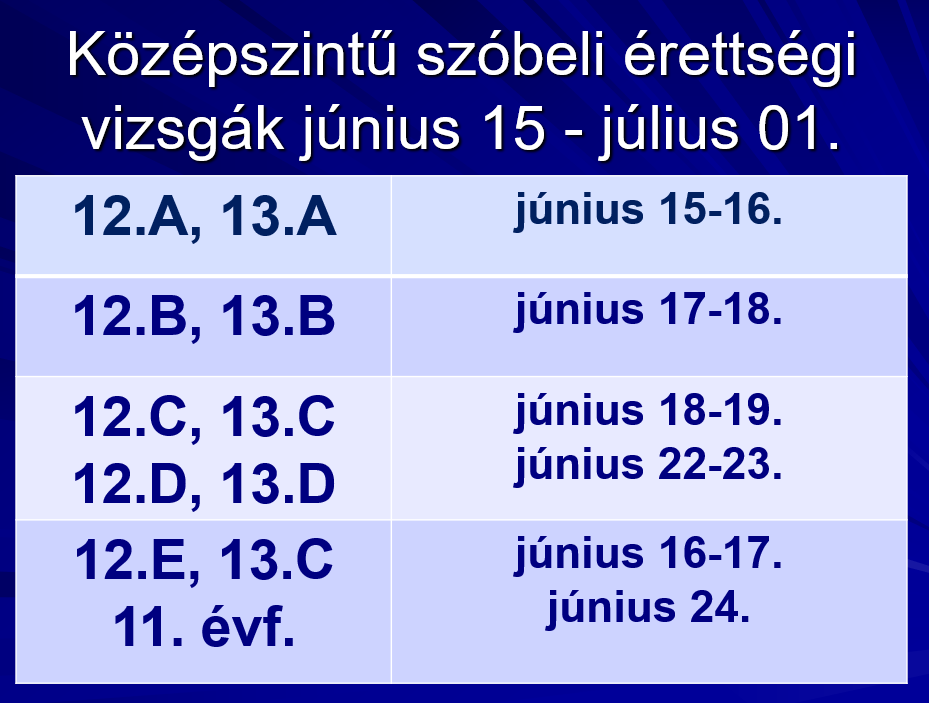 Középszintű szóbeli érettségi
vizsgák június 15 - július 01.
12.A, 13.A
június 15-16.
12.B, 13.B
június 17-18.
12.C, 13.C
12.D, 13.D
június 18-19.
június 22-23.
12.E, 13.C
11. évf.
június 16-17.
június 24.